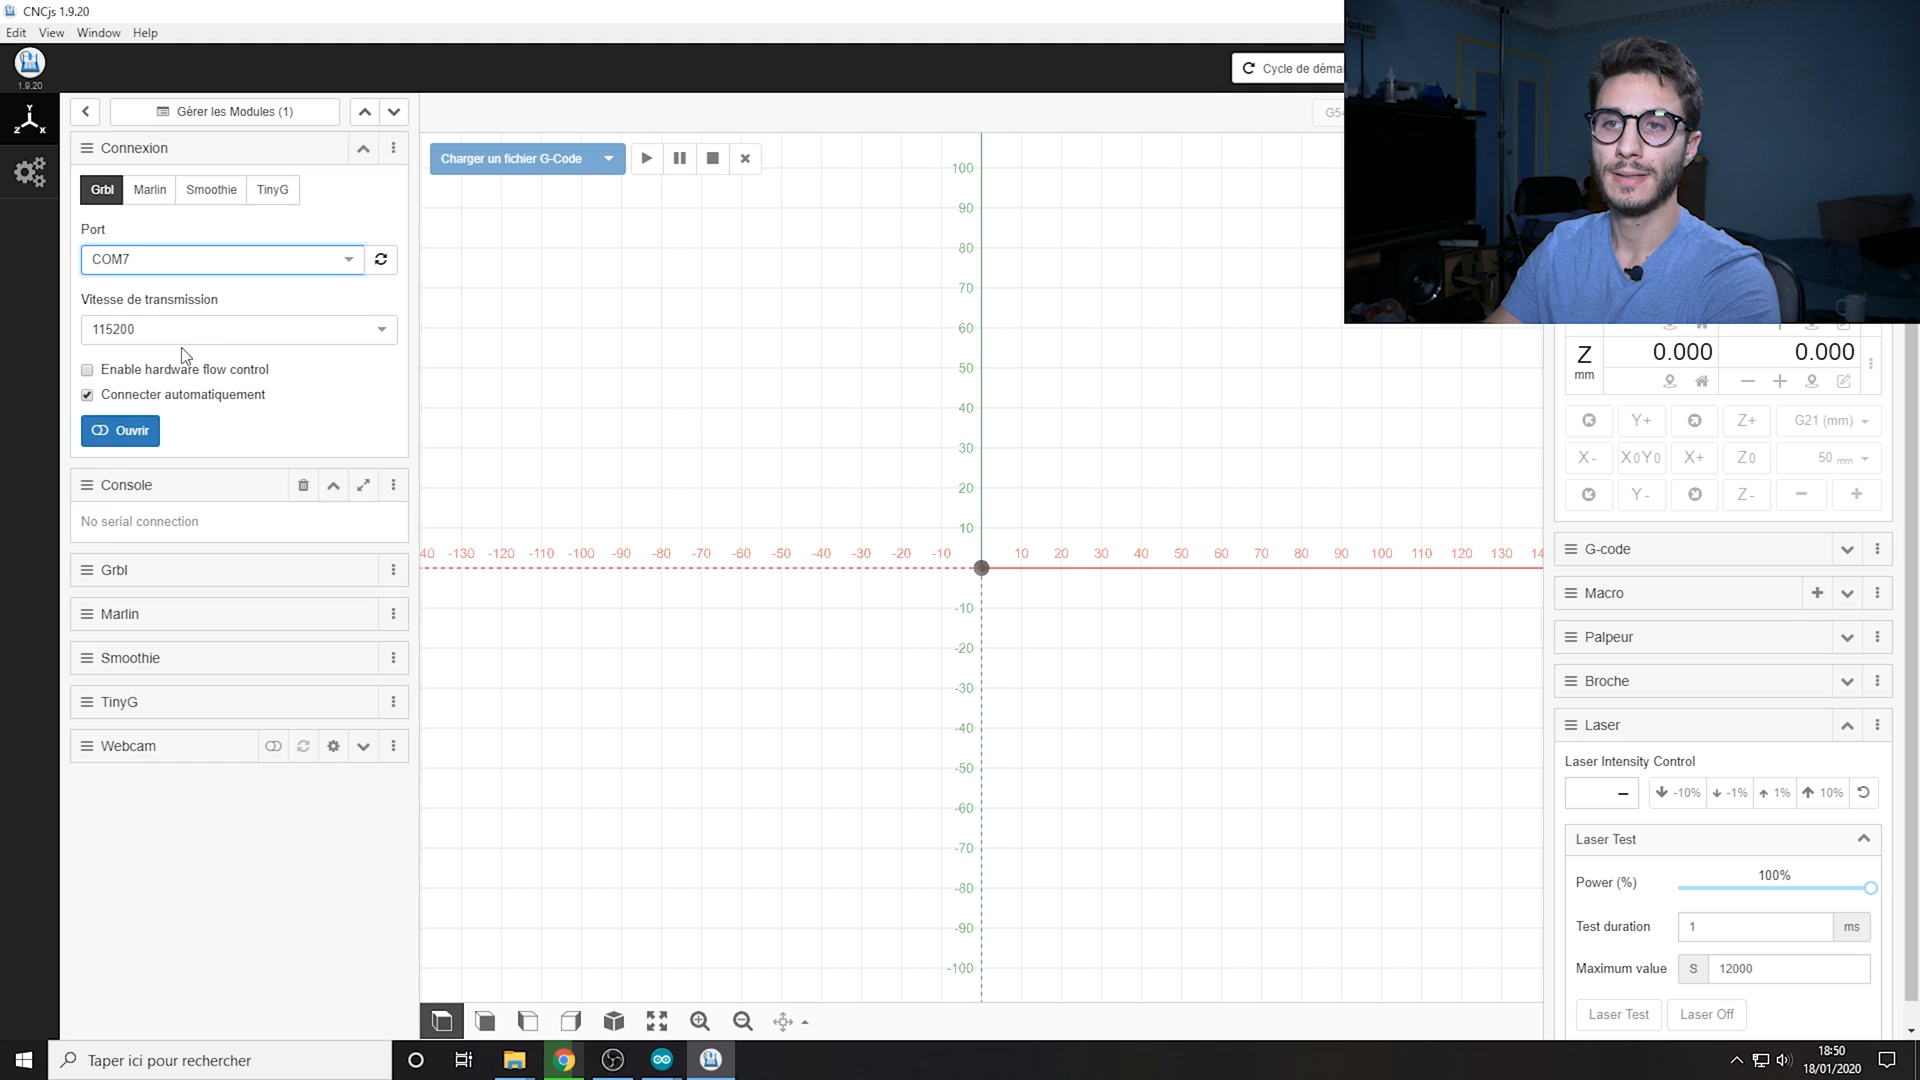 CNCjs 1.9.20
Edit View Window Help
1.9.20
Cycle de déma
Gérer les Modules (1)
G54
Connexion
Charger un fichier G-Code
Grbl Marlin Smoothie TinyG
Port
COM7
Vitesse de transmission
115200
Enable hardware flow control
Connecter automatiquement
Ouvrir
Console
No serial connection
Grbl
Marlin
Smoothie
TinyG
Webcam
100
90
80
70
60
50
40
30
20
10
40 -130 -120 -110 -100 -90 -80 -70 -60 -50 -40 -30 -20 -10 10 20 30 40 50 60 70 80 90 100 110 120 130 14
-10
-20
-30
-40
-50
-60
-70
-80
-90
-100
Z 0.000 0.000
mm
Y+ Z+ G21 (mm)
X- X0Y0 X+ Z0 50 mm
Y- Z-
G-code
Macro
Palpeur
Broche
Laser
Laser Intensity Control
-10% -1% 1% 10%
Laser Test
Power (%) 100%
Test duration 1 ms
Maximum value S 12000
Laser Test Laser Off
Taper ici pour rechercher
18:50
18/01/2020